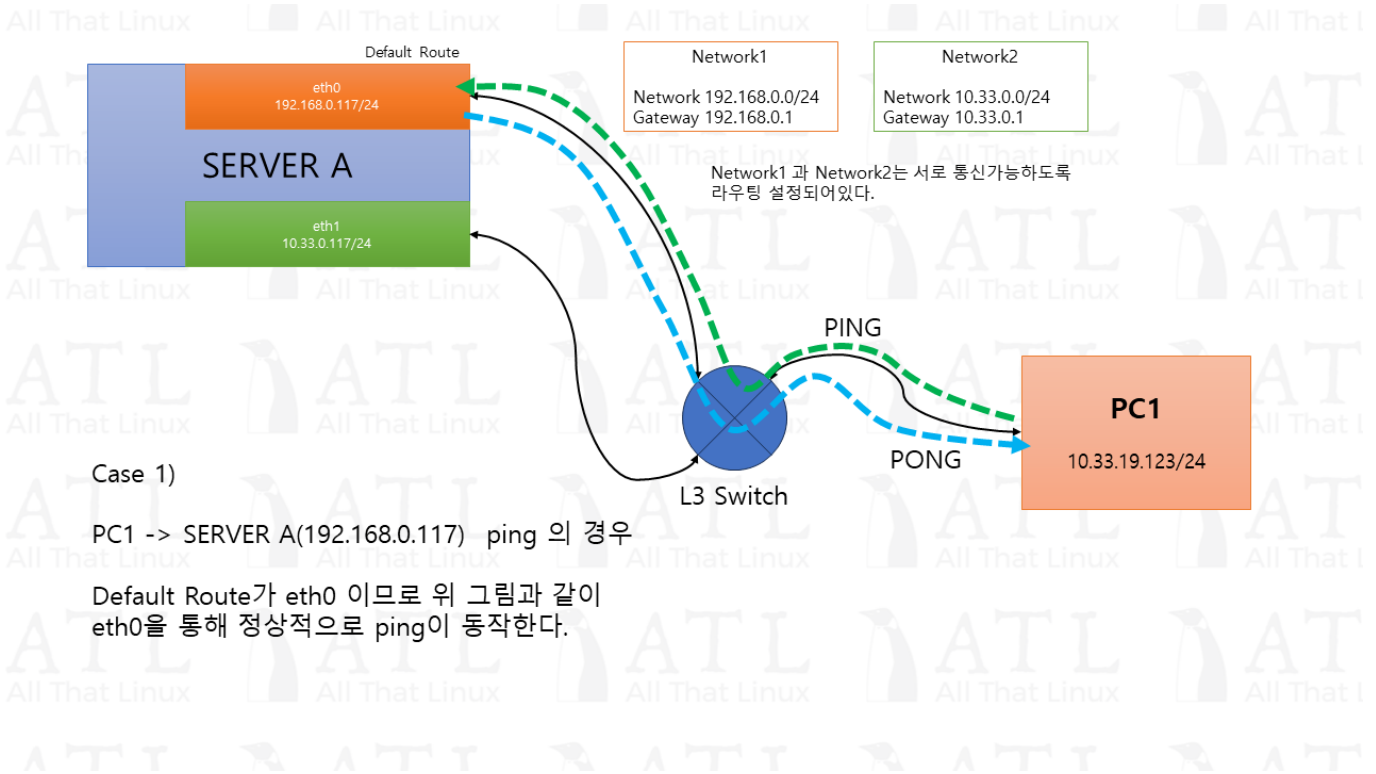 Default Route
eth0
192.168.0.117/24
SERVER A
eth1
10.33.0.117/24
Network1
Network 192.168.0.0/24
Gateway 192.168.0.1
Network2
Network 10.33.0.0/24
Gateway 10.33.0.1
Network1 과 Network2는 서로 통신가능하도록
라우팅 설정되어있다.
PING
PONG
L3 Switch
PC1
10.33.19.123/24
Case 1)
PC1 -> SERVER A(192.168.0.117) ping 의 경우
Default Route가 eth0 이므로 위 그림과 같이
eth0을 통해 정상적으로 ping이 동작한다.
ATL
All That Linux